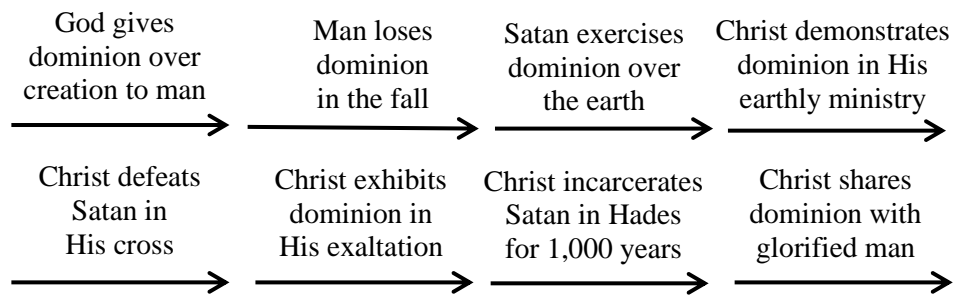 God gives
dominion over
creation to man
Man loses
dominion
in the fall
Satan exercises
dominion over
the earth
Christ demonstrates
dominion in His
earthly ministry
Christ defeats
Satan in
His cross
Christ exhibits
dominion in
His exaltation
Christ incarcerates
Satan in Hades
for 1,000 years
Christ shares
dominion with
glorified man